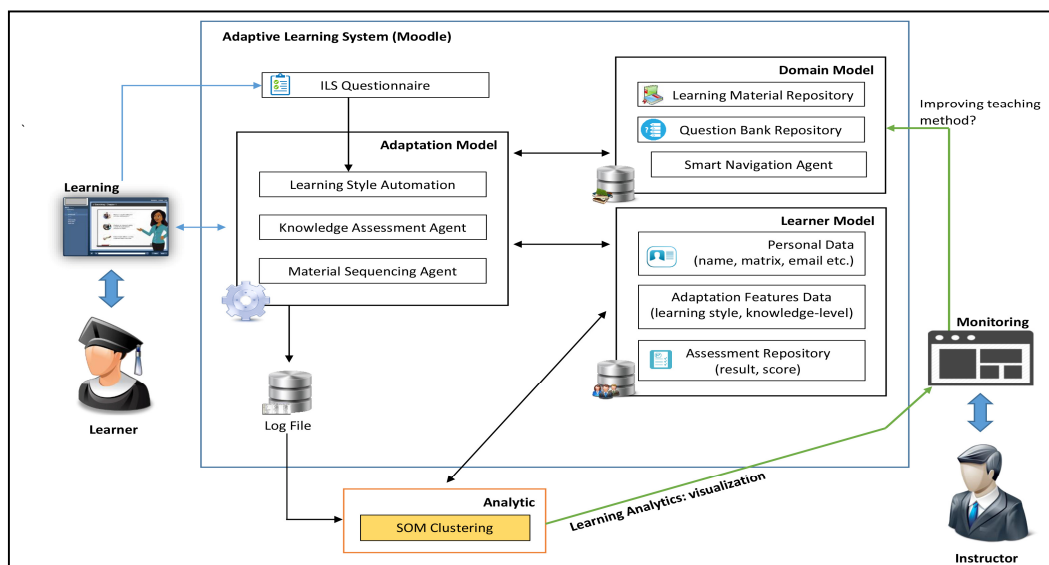 Adaptive Learning System (Moodle)
ILS Questionnaire
Adaptation Model
Learning Style Automation
Knowledge Assessment Agent
Material Sequencing Agent
Domain Model
Learning Material Repository
Question Bank Repository
Smart Navigation Agent
Learner Model
Personal Data
(name, matrix, email etc.)
Adaptation Features Data
(learning style, knowledge-level)
Assessment Repository
(result, score)
Learning
Learner
Log File
Analytic
SOM Clustering
Learning Analytics: visualization
Improving teaching
method?
Monitoring
Instructor